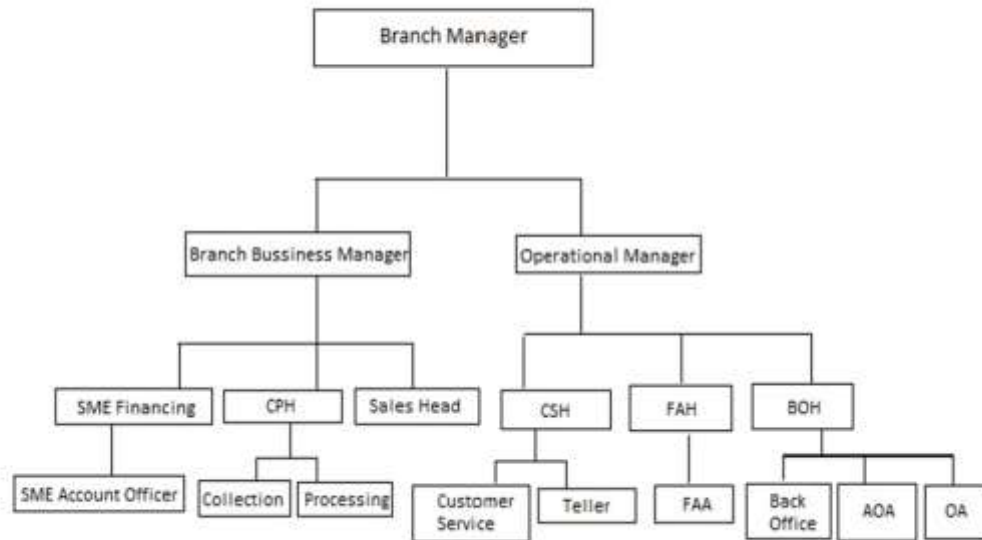 Branch Manager
Branch Bussiness Manager
Operational Manager
SME Financing
CPH
Sales Head
CSH
FAH
BOH
SME Account Officer
Collection
Processing
Customer
Service
Teller
FAA
Back
Office
AOA
OA